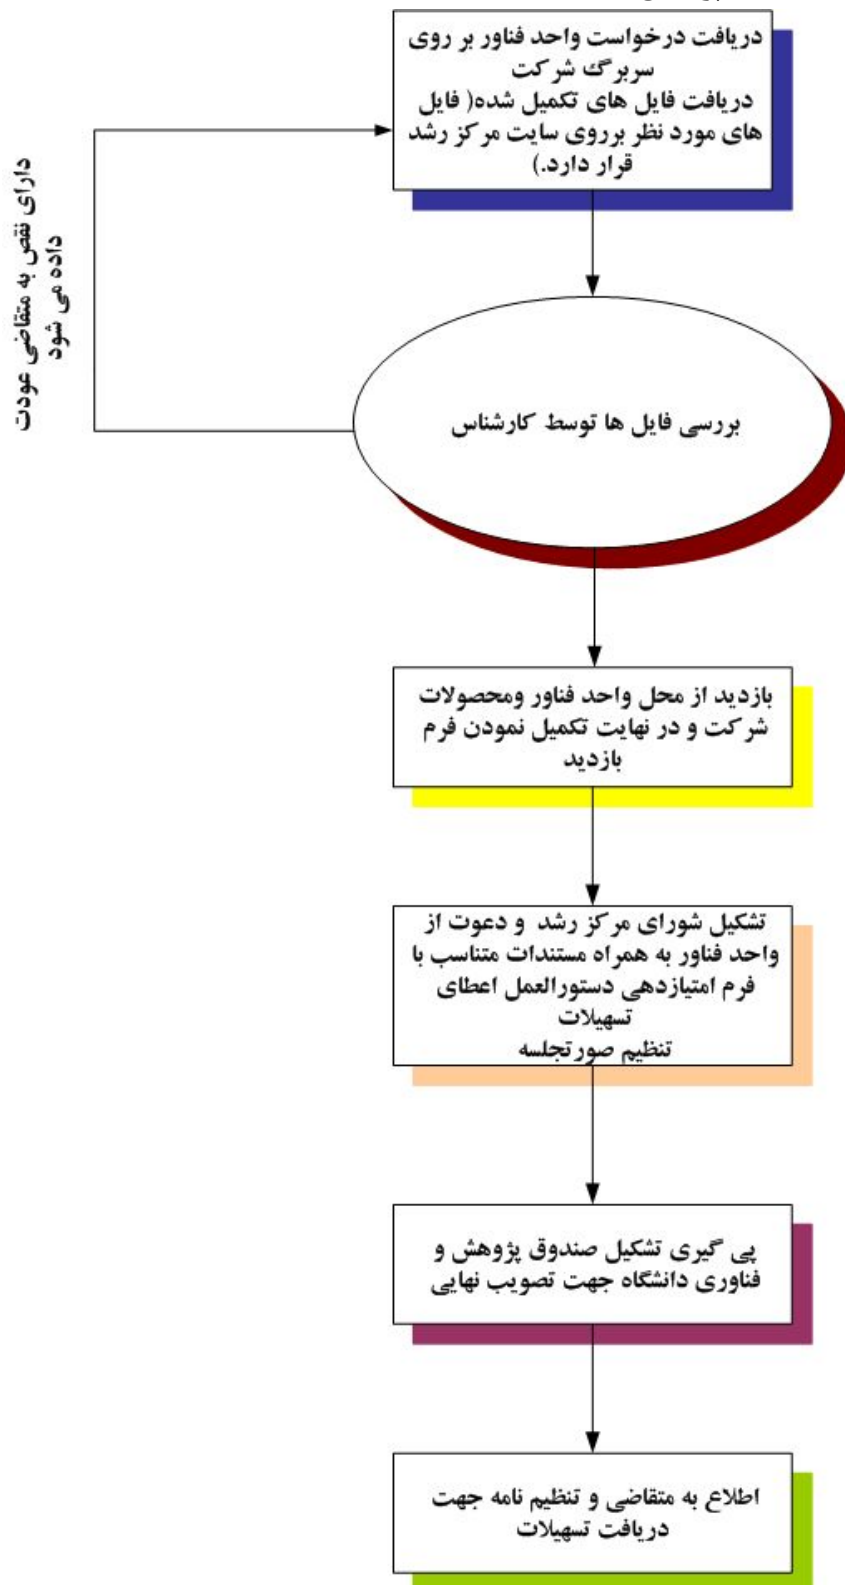 دریافت درخواست واحد فناور بر روی
سربرگ شرکت
دریافت فایل های تکمیل شده( فایل
های مورد نظر برروی سایت مرکز رشد
قرار دارد.)
دارای نقص به متقاضی عودت
داده می شود
بررسی فایل ها توسط کارشناس
بازدید از محل واحد فناور ومحصولات
شرکت و در نهایت تکمیل نمودن فرم
بازدید
تشکیل شورای مرکز رشد و دعوت از
واحد فناور به همراه مستندات متناسب با
فرم امتیازدهی دستورالعمل اعطای
تسهیلات
تنظیم صورتجلسه
پی گیری تشکیل صندوق پژوهش و
فناوری دانشگاه جهت تصویب نهایی
اطلاع به متقاضی و تنظیم نامه جهت
دریافت تسهیلات